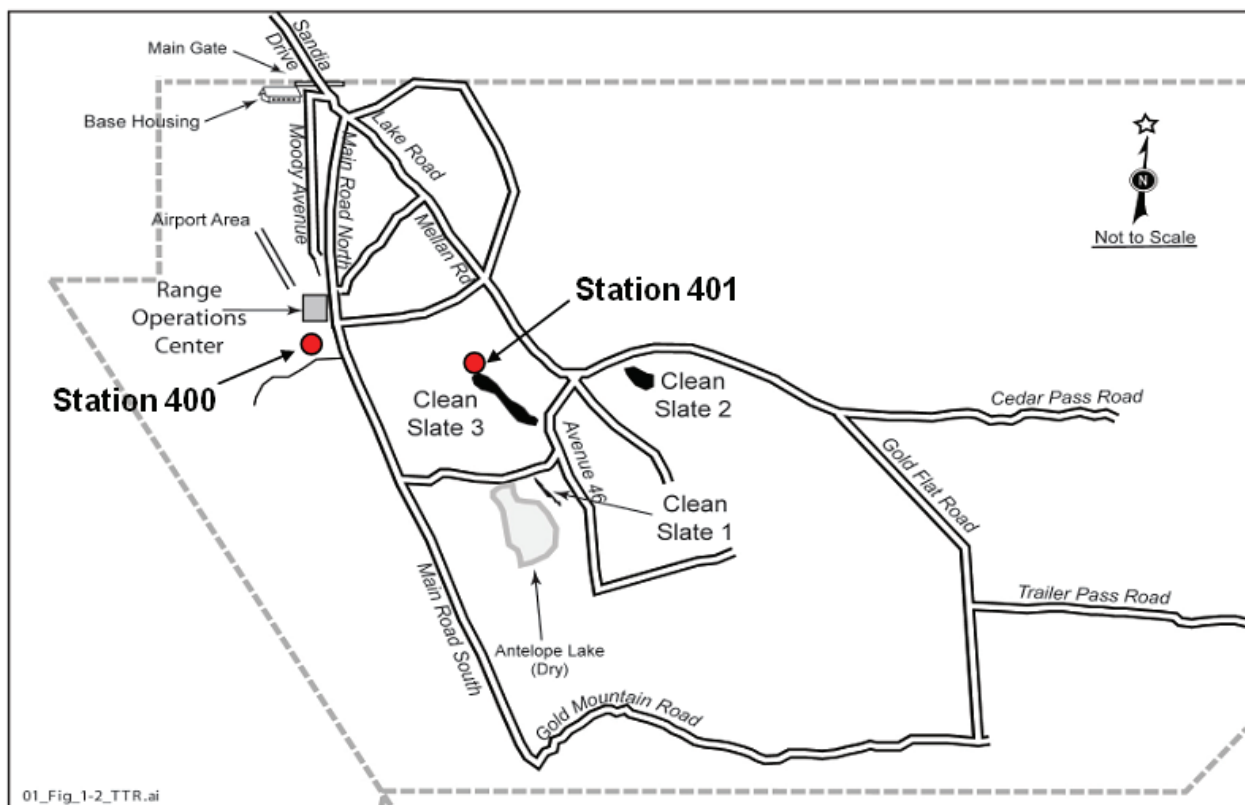 Main Gate
Sandia
Drive
Base Housing
Moody Avenue
Main Road North
Lake Road
Mellan Rd
Airport Area
N
Not to Scale
Range
Operations
Center
Station 401
Station 400
Clean
Slate 3
Clean
Slate 2
Cedar Pass Road
Avenue 46
Gold Flat Road
Clean
Slate 1
Main Road South
Trailer Pass Road
Antelope Lake
(Dry)
Gold Mountain Road
01_Fig_1-2_TTR.ai